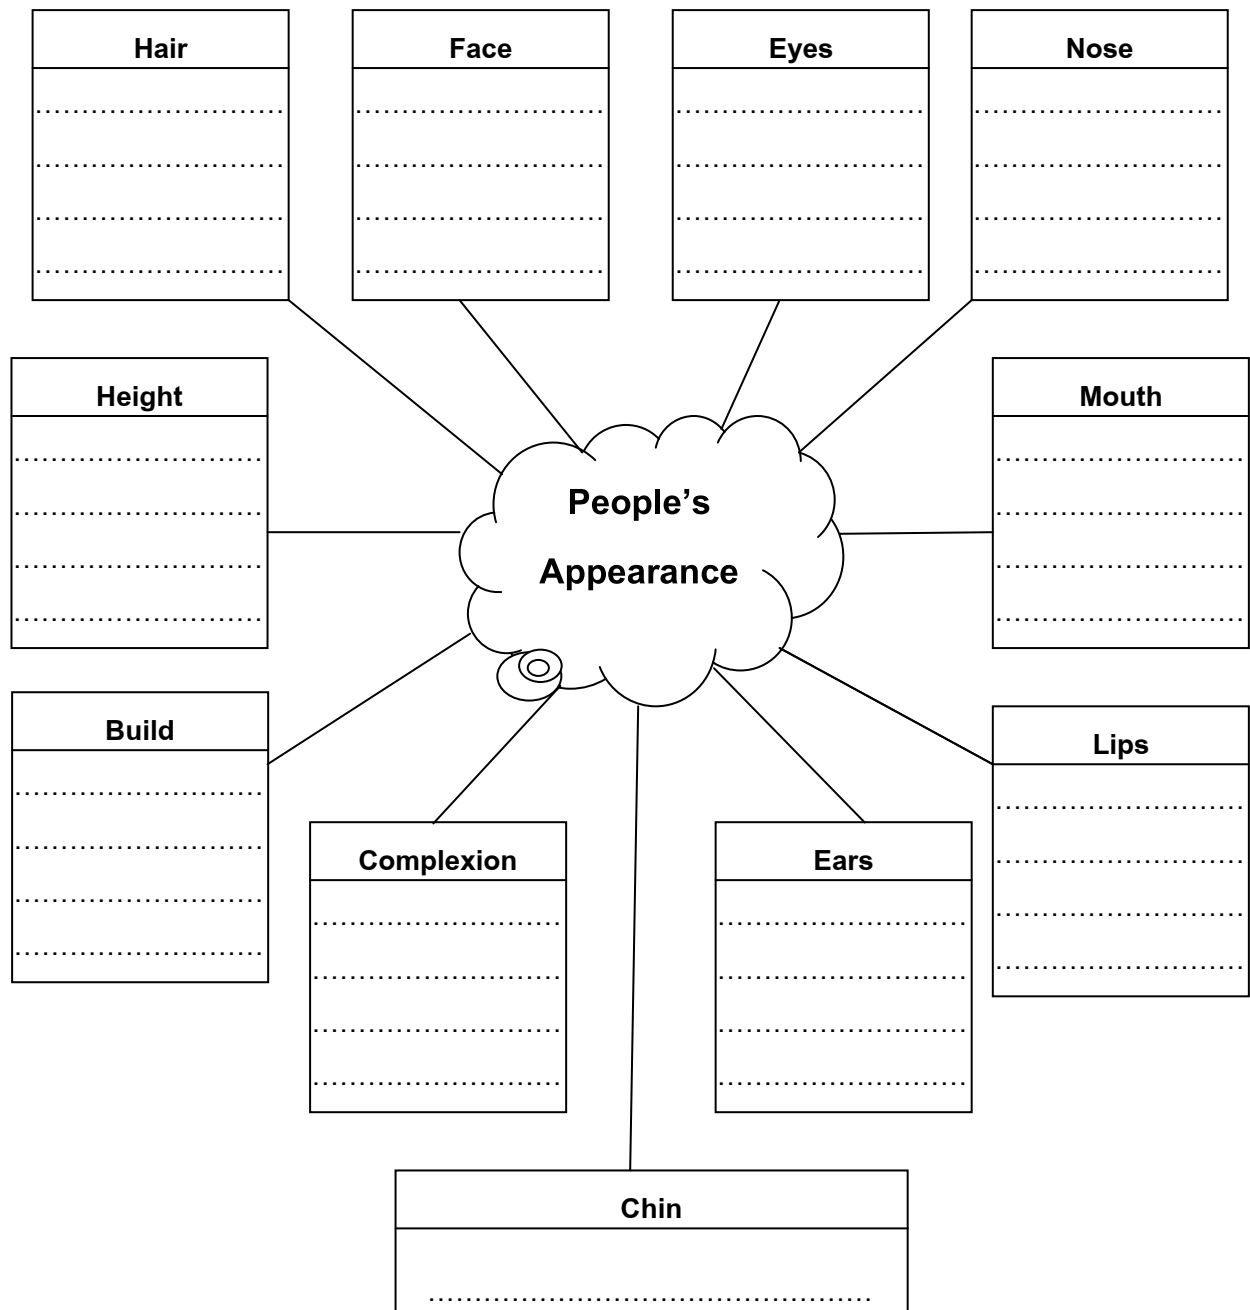 Hair
Face
Eyes
Nose
Height
People’s
Appearance
Mouth
Build
Lips
Complexion
Ears
Chin